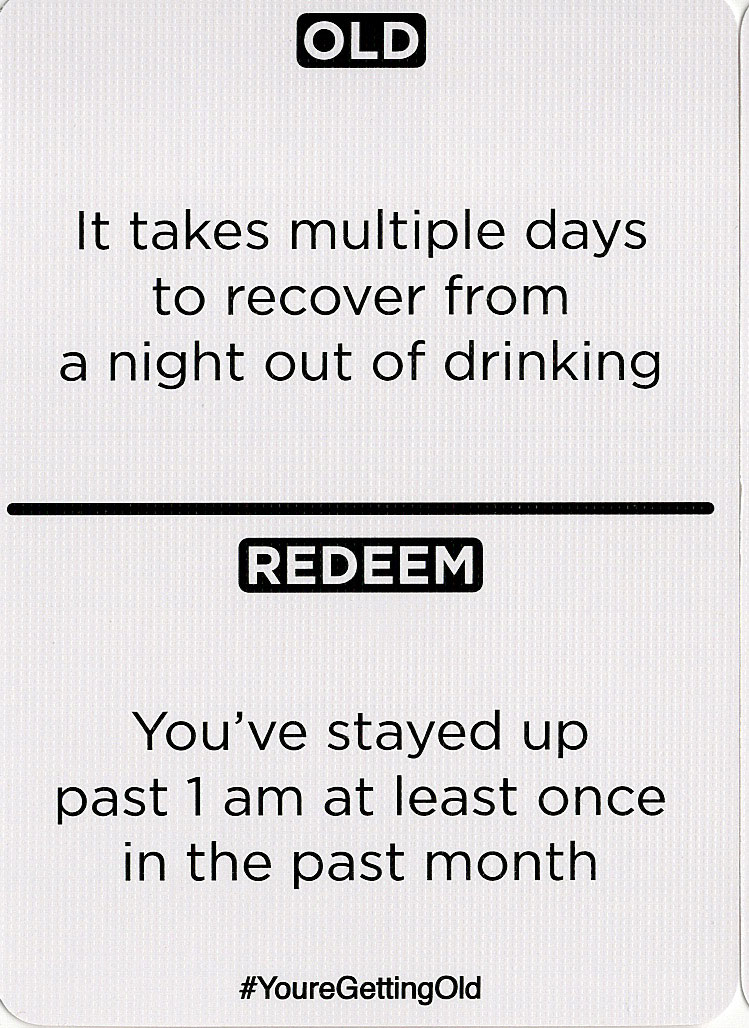 OLD
It takes multiple days
to recover from
a night out of drinking
REDEEM
You’ve stayed up
past 1 am at least once
in the past month
#YoureGettingOld